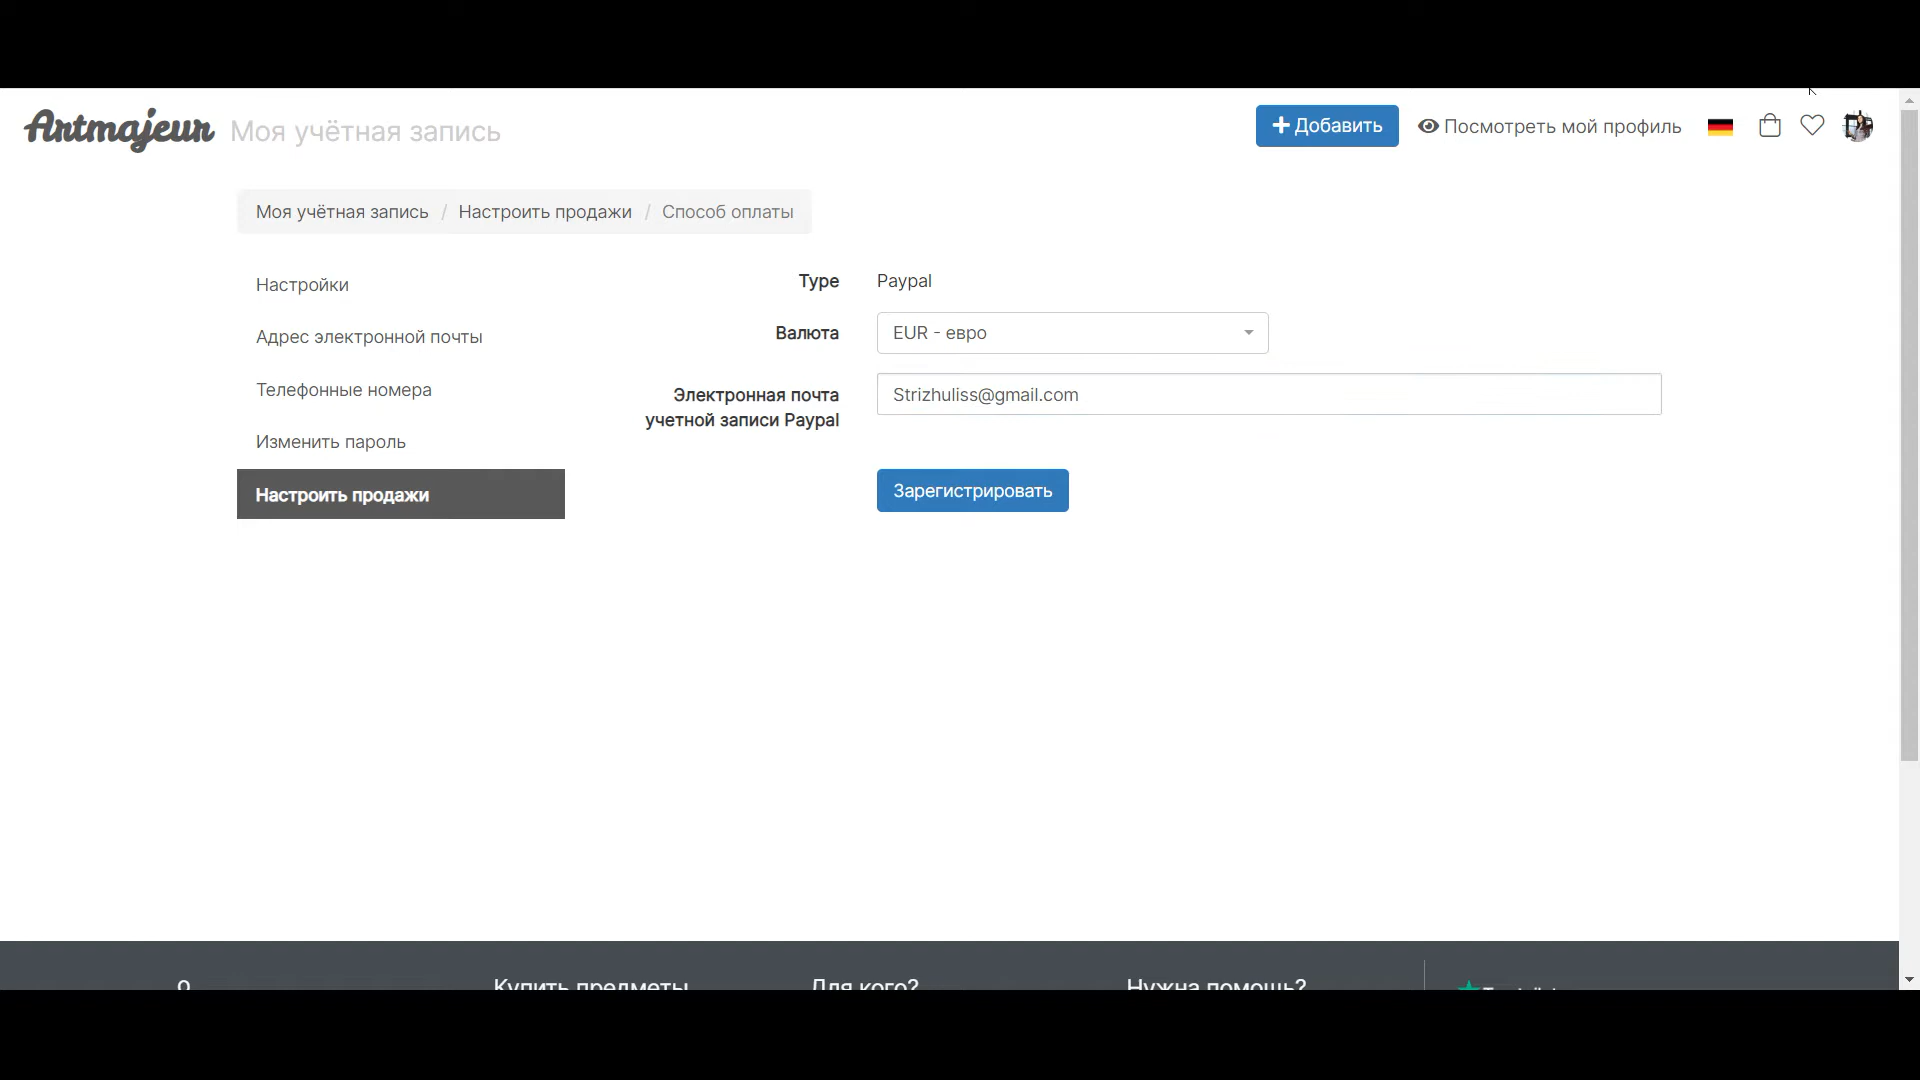 Artmajeur Моя учётная запись
Добавить Посмотреть мой профиль
Моя учётная запись / Настроить продажи / Способ оплаты
Настройки
Адрес электронной почты
Телефонные номера
Изменить пароль
Настроить продажи
Type Paypal
Валюта EUR - евро
Электронная почта
учетной записи Paypal
Strizhuliss@gmail.com
Зарегистрировать
Купить предметы Для кого? Нужна помощь?